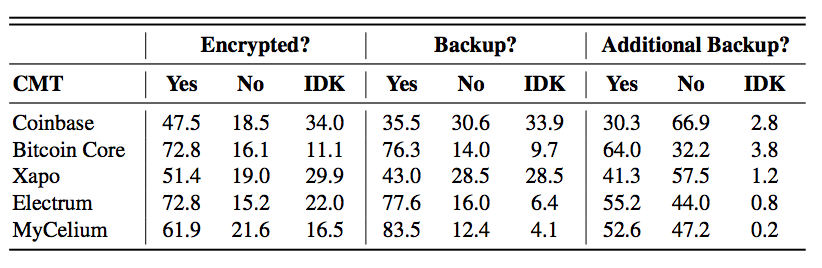 Encrypted? Backup? Additional Backup?
CMT Yes No IDK Yes No IDK Yes No IDK
Coinbase 47.5 18.5 34.0 35.5 30.6 33.9 30.3 66.9 2.8
Bitcoin Core 72.8 16.1 11.1 76.3 14.0 9.7 64.0 32.2 3.8
Xapo 51.4 19.0 29.9 43.0 28.5 28.5 41.3 57.5 1.2
Electrum 72.8 15.2 22.0 77.6 16.0 6.4 55.2 44.0 0.8
MyCelium 61.9 21.6 16.5 83.5 12.4 4.1 52.6 47.2 0.2